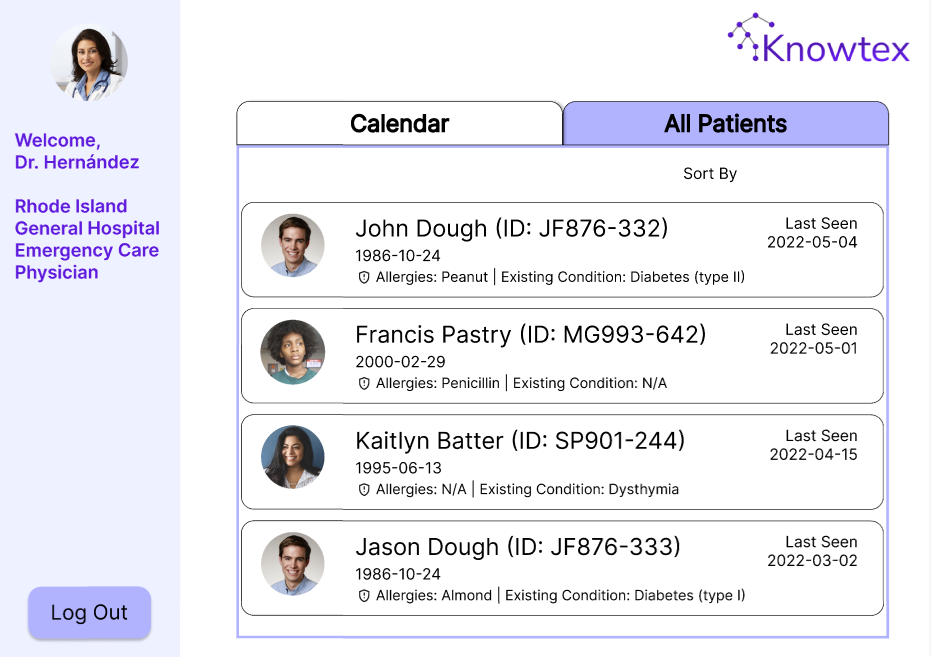 Knowtex
Welcome,
Dr. Hernández
Rhode Island
General Hospital
Emergency Care
Physician
Log Out
Calendar
All Patients
Sort By
John Dough (ID: JF876-332)
1986-10-24
Allergies: Peanut | Existing Condition: Diabetes (type II)
Last Seen
2022-05-04
Francis Pastry (ID: MG993-642)
2000-02-29
Allergies: Penicillin | Existing Condition: N/A
Last Seen
2022-05-01
Kaitlyn Batter (ID: SP901-244)
1995-06-13
Allergies: N/A | Existing Condition: Dysthymia
Last Seen
2022-04-15
Jason Dough (ID: JF876-333)
1986-10-24
Allergies: Almond | Existing Condition: Diabetes (type I)
Last Seen
2022-03-02